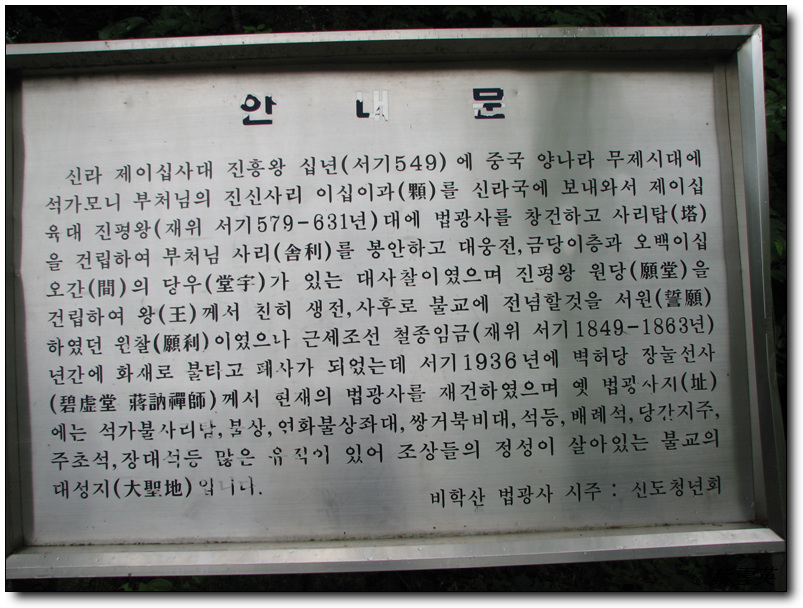 안 내 문
신라 제이십사대 진흥왕 십년(서기549)에 중국 양나라 무제시대에
석가모니 부처님의 진신사리 이십이과(顆)를 신라국에 보내와서 제이십
육대 진평왕(재위 서기579-631년)대에 법광사를 창건하고 사리탑(塔)
을 건립하여 부처님 사리(舍利)를 봉안하고 대웅전,금당이층과 오백이십
오간(間)의 당우(堂宇)가 있는 대사찰이였으며 진평왕 원당(願堂)을
건립하여 왕(王)께서 친히 생전,사후로 불교에 전념할것을 서원(誓願)
하였던 원찰(願利)이였으나 근세조선 철종임금(재위 서기1849-1863년)
년간에 화재로 불타고 폐사가 되었는데 서기1936년에 벽허당 장눌선사
(碧虛堂 蔣訥禪師)께서 현재의 법광사를 재건하였으며 옛 법광사지(址)
에는 석가불사리탑,불상,연화불상좌대,쌍거북비대,석등,배례석,당간지주,
주초석,장대석등 많은 유적이 있어 조상들의 정성이 살아있는 불교의
대성지(大聖地)입니다.
비학산 법광사 시주 : 신도청년회